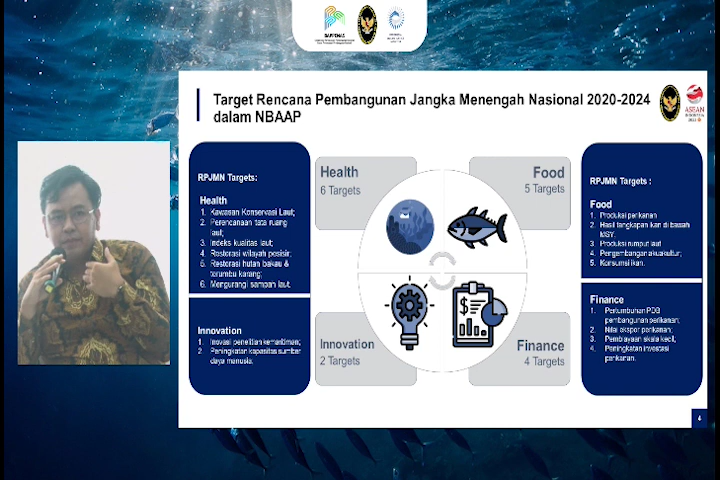 BAPPENAS
Target Rencana Pembangunan Jangka Menengah Nasional 2020-2024
dalam NBAAP
ASEAN
INDONESIA
2023
RPJMN Targets:
Health
1. Kawasan Konservasi Laut;
2. Perencanaan tata ruang
laut;
3. Indeks kualitas laut;
4. Restorasi wilayah pesisir;
5. Restorasi hutan bakau &
terumbu karang;
6. Mengurangi sampah laut.
Innovation
1. Inovasi penelitian kemaritiman;
2. Peningkatan kapasitas sumber
daya manusia;
Health
6 Targets
Food
5 Targets
Innovation
2 Targets
Finance
4 Targets
RPJMN Targets :
Food
1. Produksi perikanan
2. Hasil tangkapan ikan di bawah
MSY.
3. Produksi rumput laut
4. Pengembangan akuakultur;
5. Konsumsi ikan.
Finance
1. Pertumbuhan PDB
pembangunan perikanan;
2. Nilai ekspor perikanan;
3. Pembiayaan skala kecil;
4. Peningkatan investasi
perikanan.
4